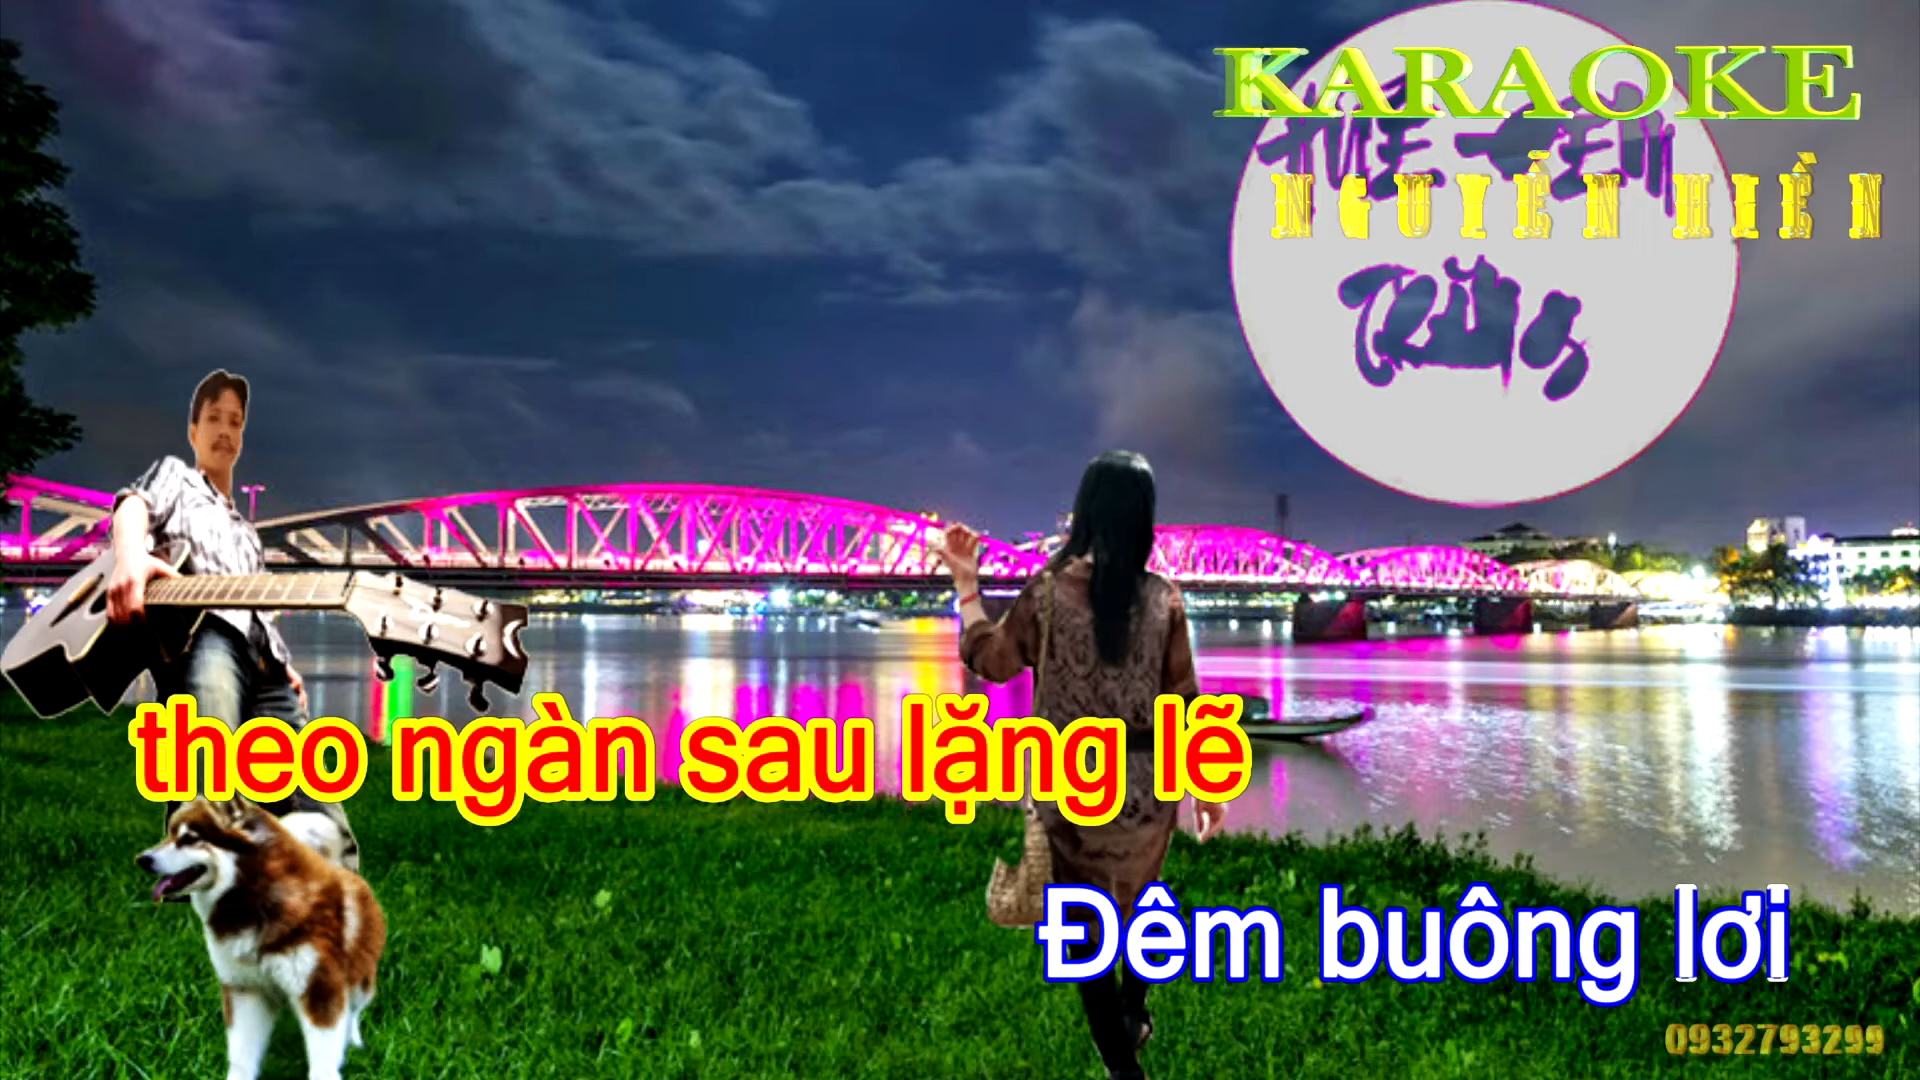 KARAOKE
NGUYỄN HIỀN
theo ngàn sau lặng lẽ
Đêm buông lơi
0932793299